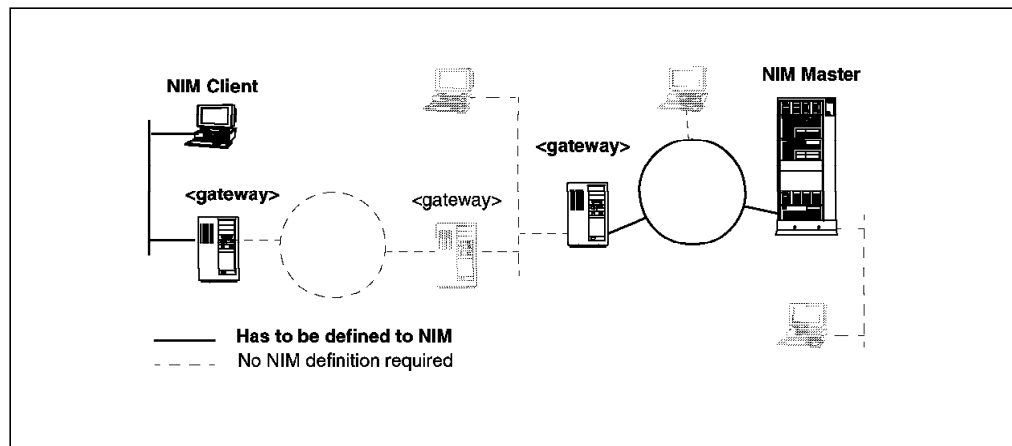 NIM Client
NIM Master
<gateway>
<gateway>
<gateway>
Has to be defined to NIM
No NIM definition required